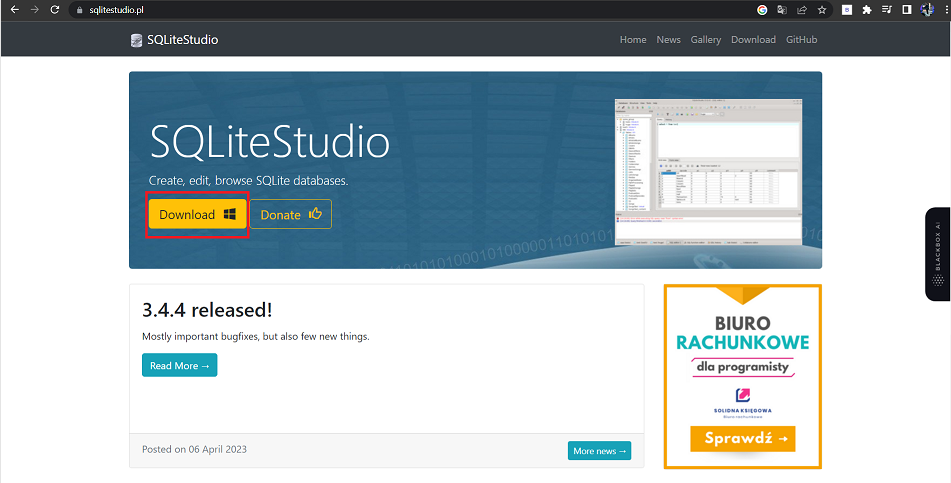 sqlitestudio.pl
SQLiteStudio
Home News Gallery Download GitHub
SQLiteStudio
Create, edit, browse SQLite databases.
Download
Donate
3.4.4 released!
Mostly important bugfixes, but also few new things.
Read More →
Posted on 06 April 2023
More news →
BIURO
RACHUNKOWE
dla programisty
SOLIDNA KSIĘGOWA
Biuro rachunkowe
Sprawdź →
BLACKBOX AI